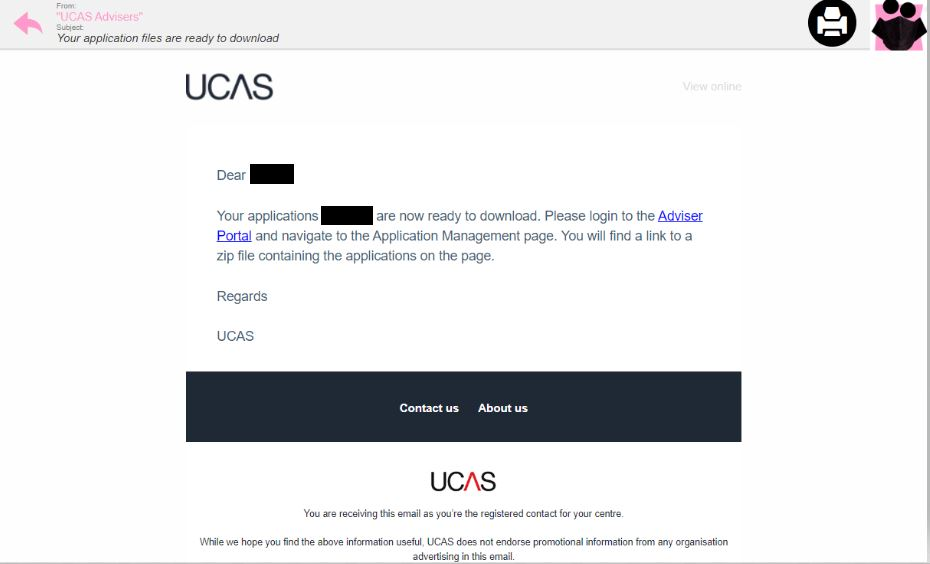 From:
"UCAS Advisers"
Subject:
Your application files are ready to download
UCAS
View online
Dear
Your applications are now ready to download. Please login to the Adviser
Portal and navigate to the Application Management page. You will find a link to a
zip file containing the applications on the page.
Regards
UCAS
Contact us About us
UCAS
You are receiving this email as you're the registered contact for your centre.
While we hope you find the above information useful, UCAS does not endorse promotional information from any organisation
advertising in this email.